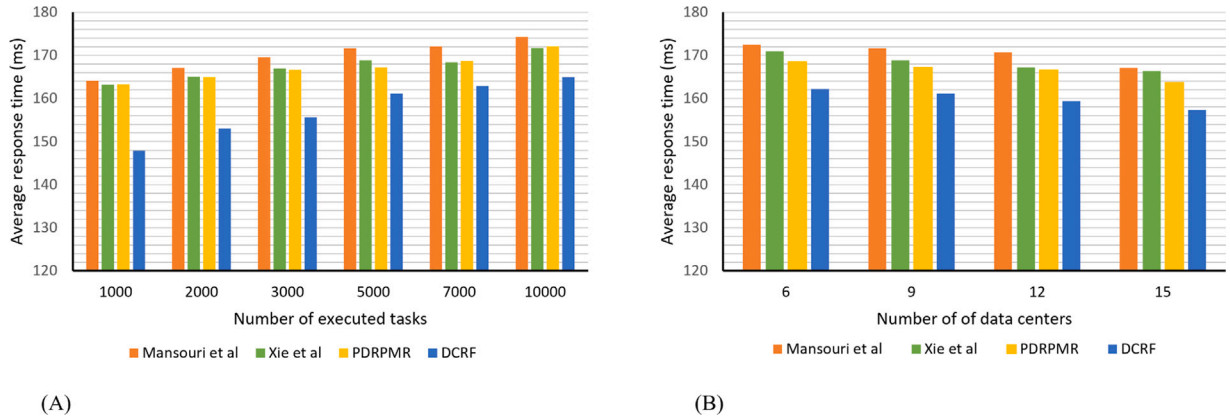 180
170
160
150
140
130
120
Average response time (ms)
1000 2000 3000 5000 7000 10000
Number of executed tasks
Mansouri et al Xie et al PDRPMR DCRF
(A)
180
170
160
150
140
130
120
Average response time (ms)
6 9 12 15
Number of of data centers
Mansouri et al Xie et al PDRPMR DCRF
(B)